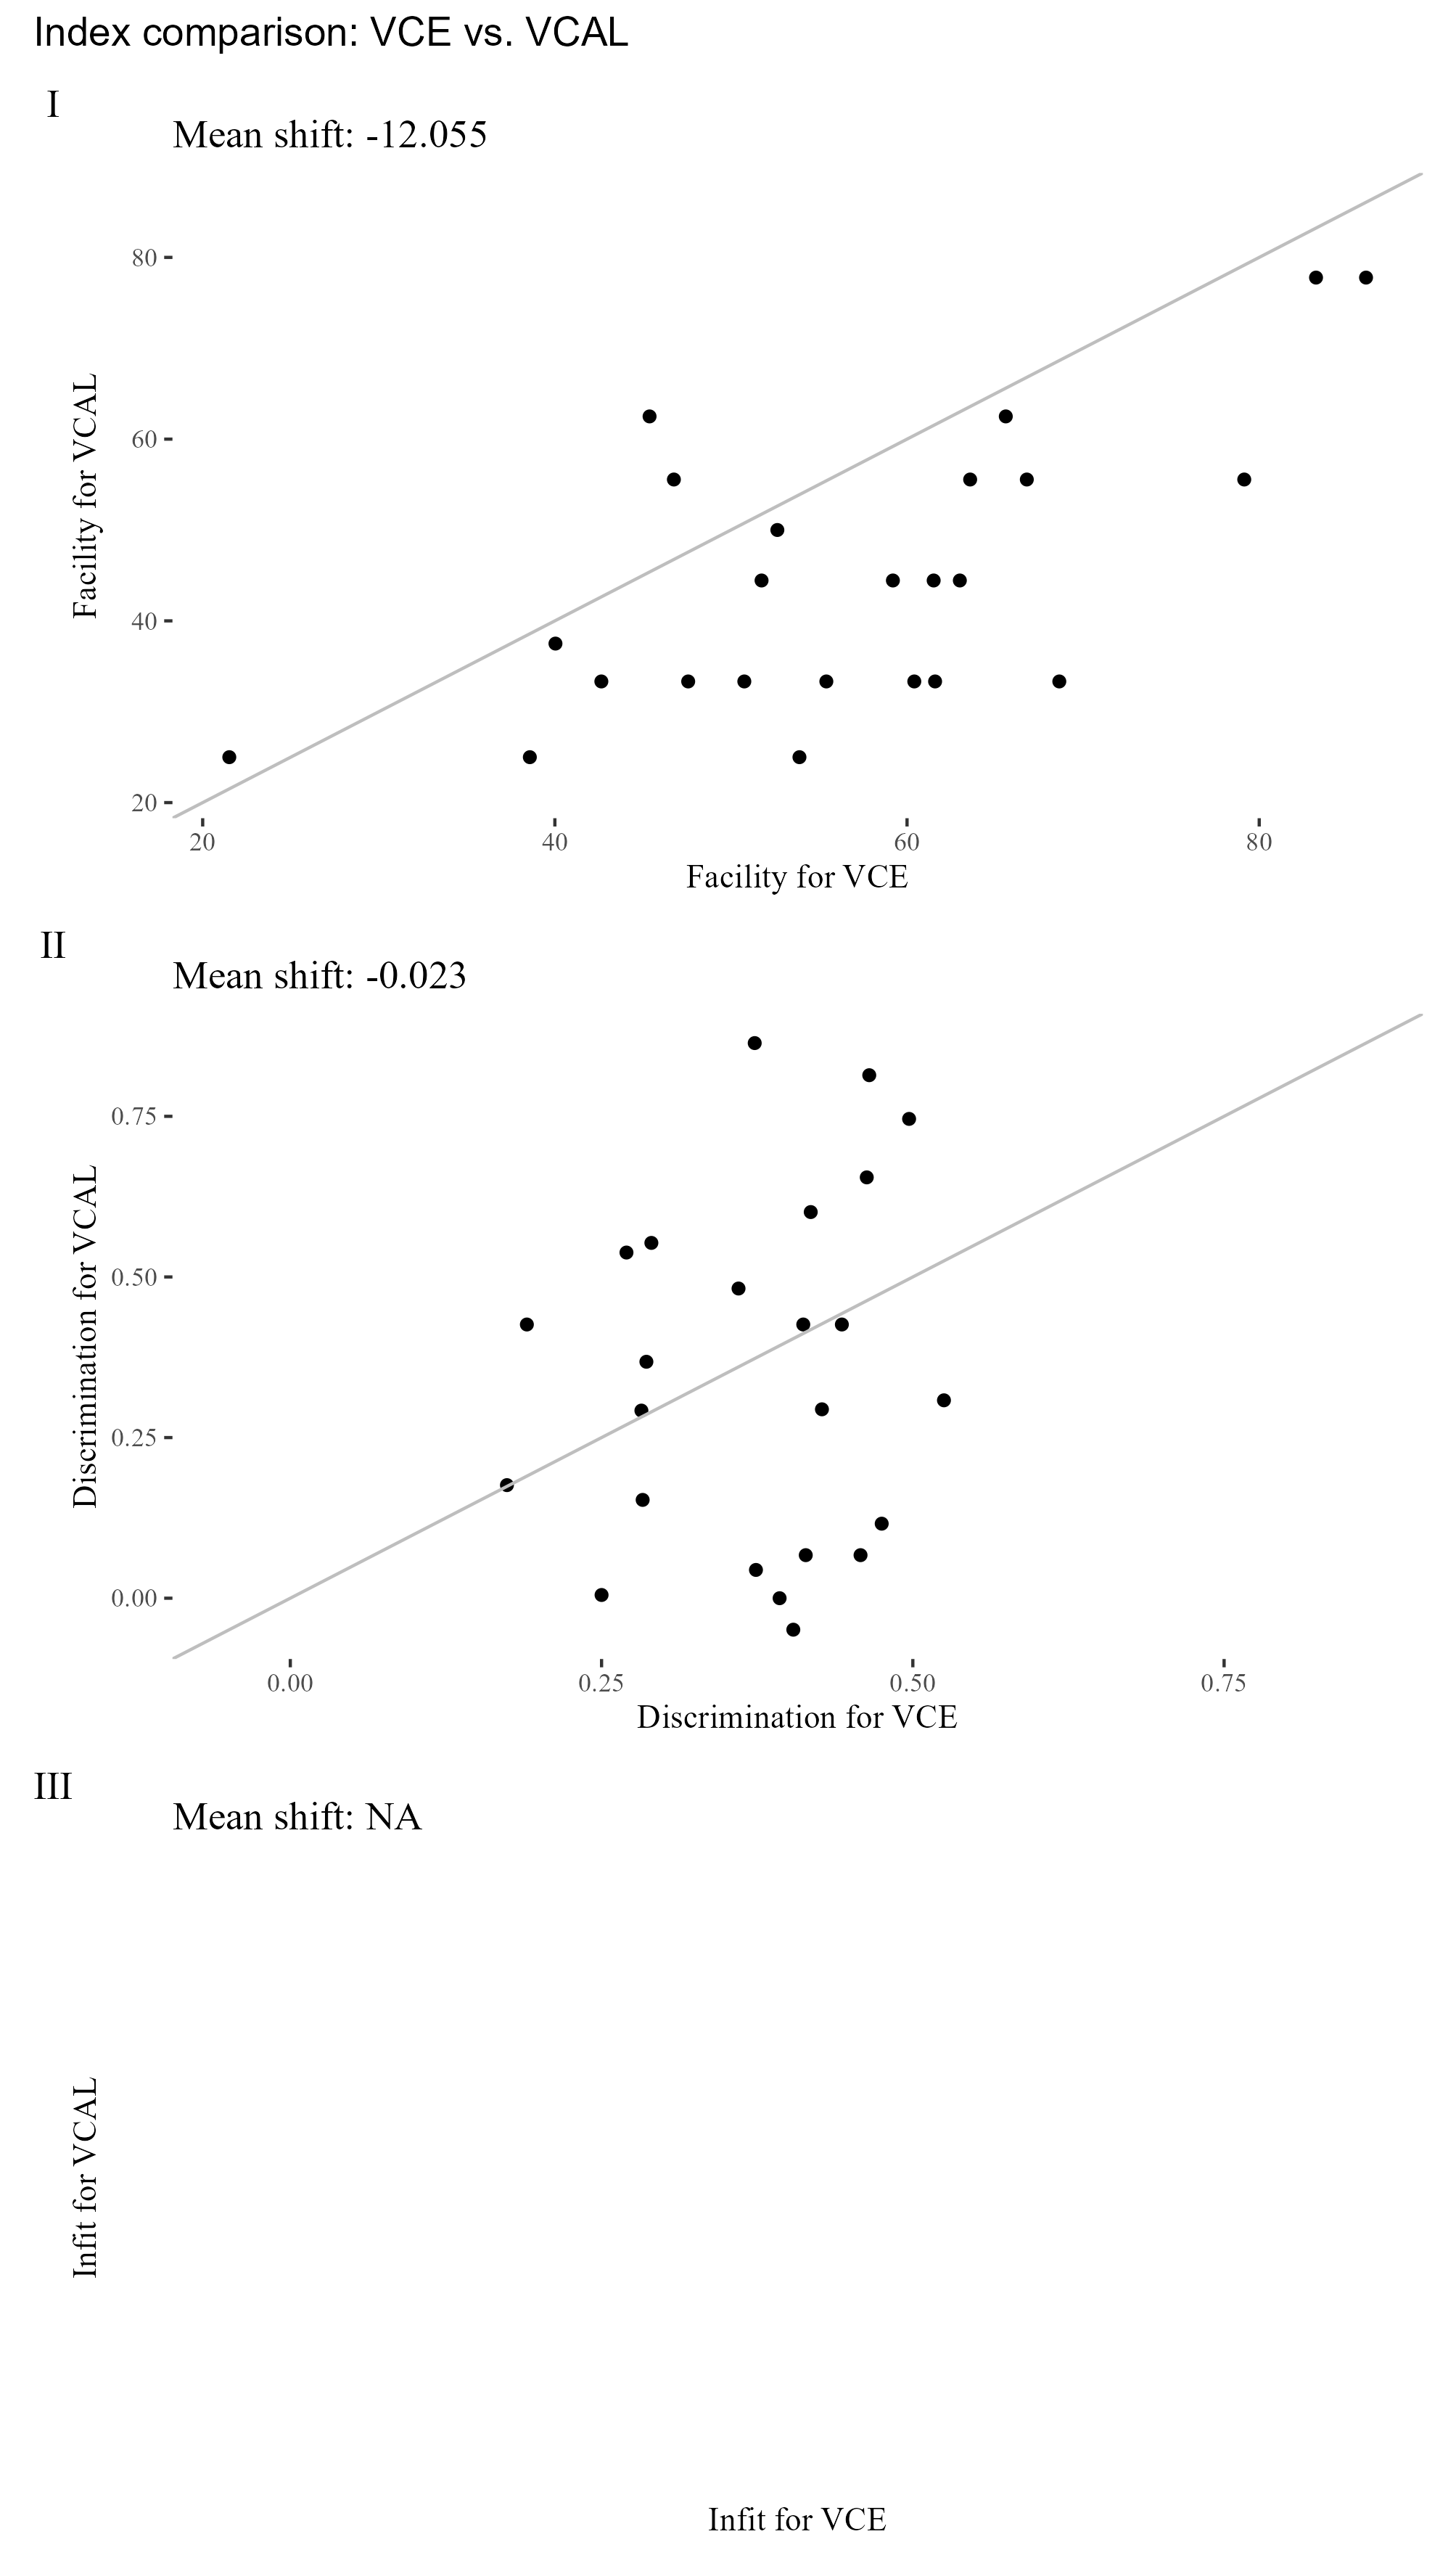 Index comparison: VCE vs. VCAL
I
Mean shift: -12.055
80
60
40
20
Facility for VCAL
20 40 60 80
Facility for VCE
II
Mean shift: -0.023
0.75
0.50
0.25
0.00
Discrimination for VCAL
0.00 0.25 0.50 0.75
Discrimination for VCE
III
Mean shift: NA
Infit for VCAL
Infit for VCE